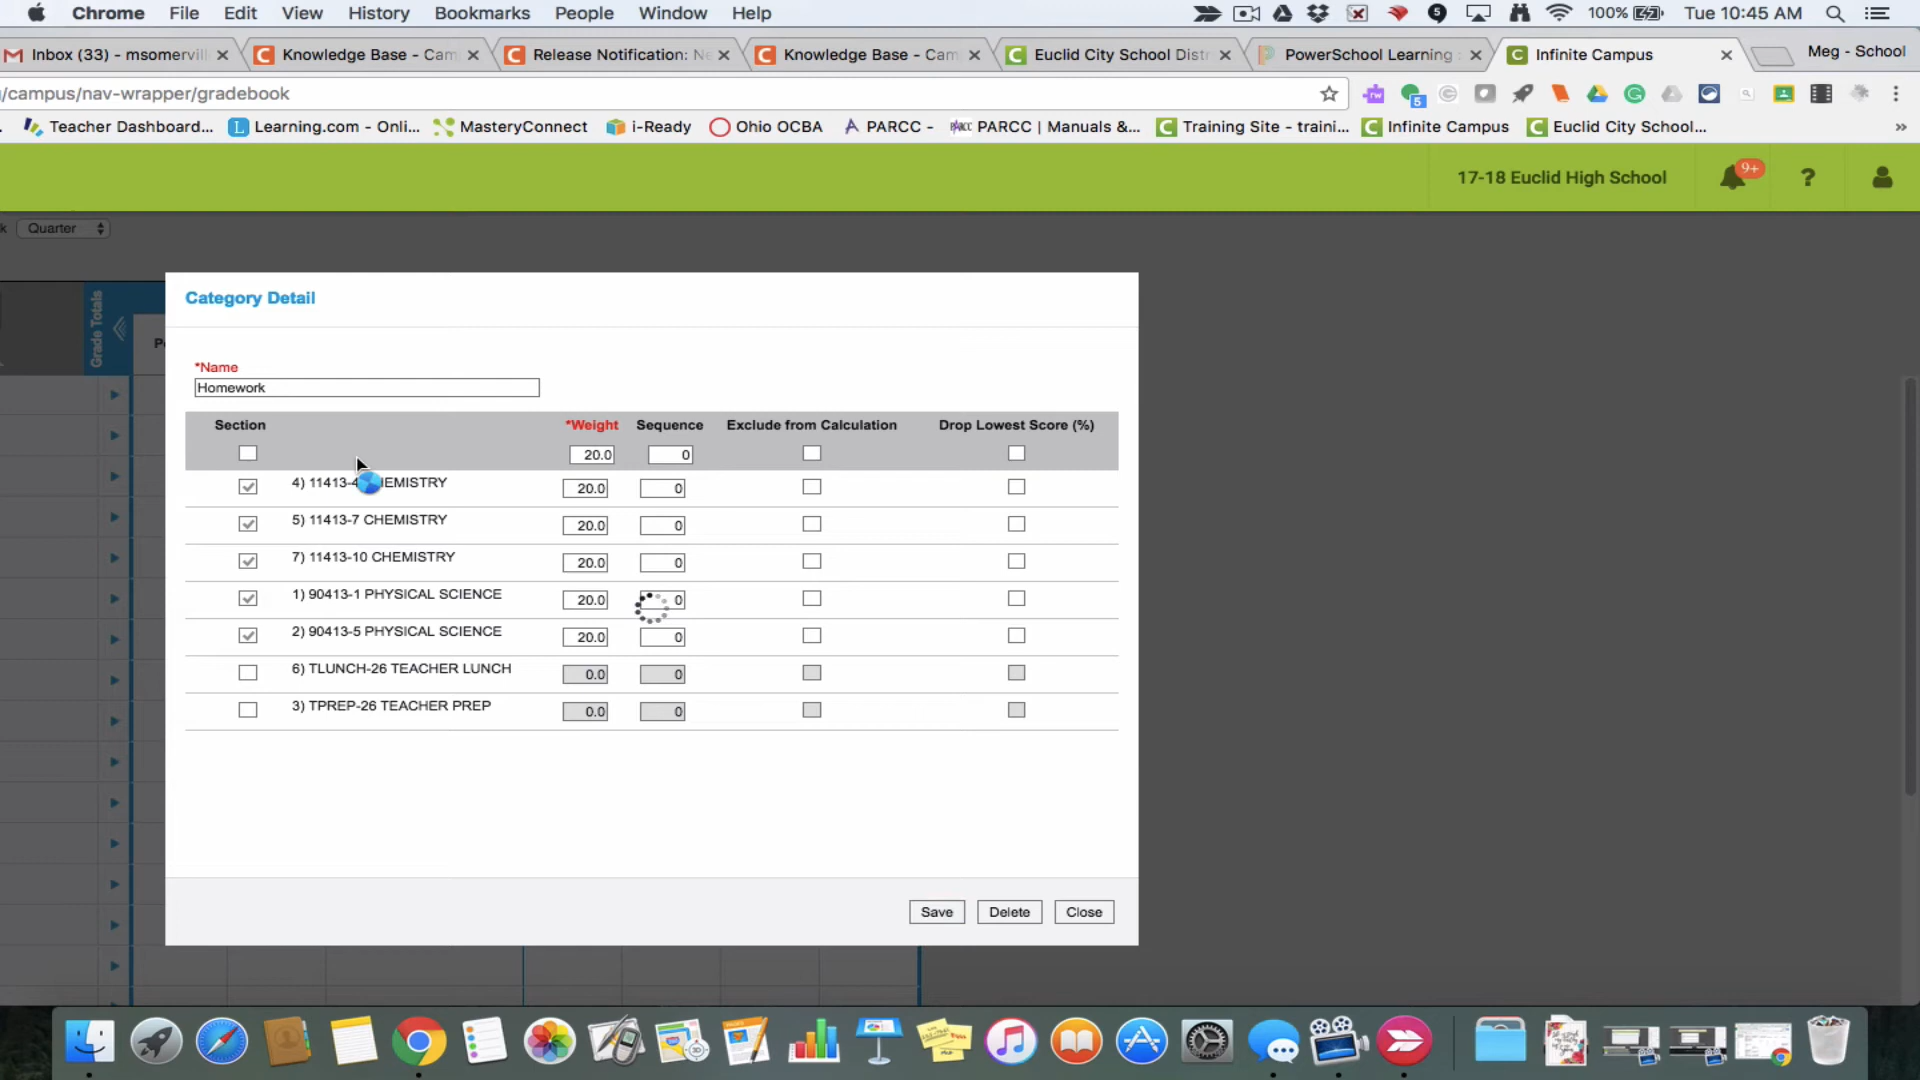 Chrome File Edit View History Bookmarks People Window Help 5 100% Tue 10:45 AM
Inbox (33) - msomervil Knowledge Base - Cam Release Notification: Ne Knowledge Base - Cam Euclid City School Distr PowerSchool Learning : Infinite Campus Meg - School
/campus/nav-wrapper/gradebook 5
Teacher Dashboard... Learning.com - Onli... MasteryConnect i-Ready Ohio OCBA PARCC - PARCC | Manuals &... Training Site - traini... Infinite Campus Euclid City School... »
17-18 Euclid High School 9+ ?
k Quarter
Grade Totals
Category Detail
*Name
Homework
Section *Weight Sequence Exclude from Calculation Drop Lowest Score (%)
20.0 0
4) 11413-4 HEMISTRY 20.0 0
5) 11413-7 CHEMISTRY 20.0 0
7) 11413-10 CHEMISTRY 20.0 0
1) 90413-1 PHYSICAL SCIENCE 20.0 0
2) 90413-5 PHYSICAL SCIENCE 20.0 0
6) TLUNCH-26 TEACHER LUNCH 0.0 0
3) TPREP-26 TEACHER PREP 0.0 0
Save Delete Close